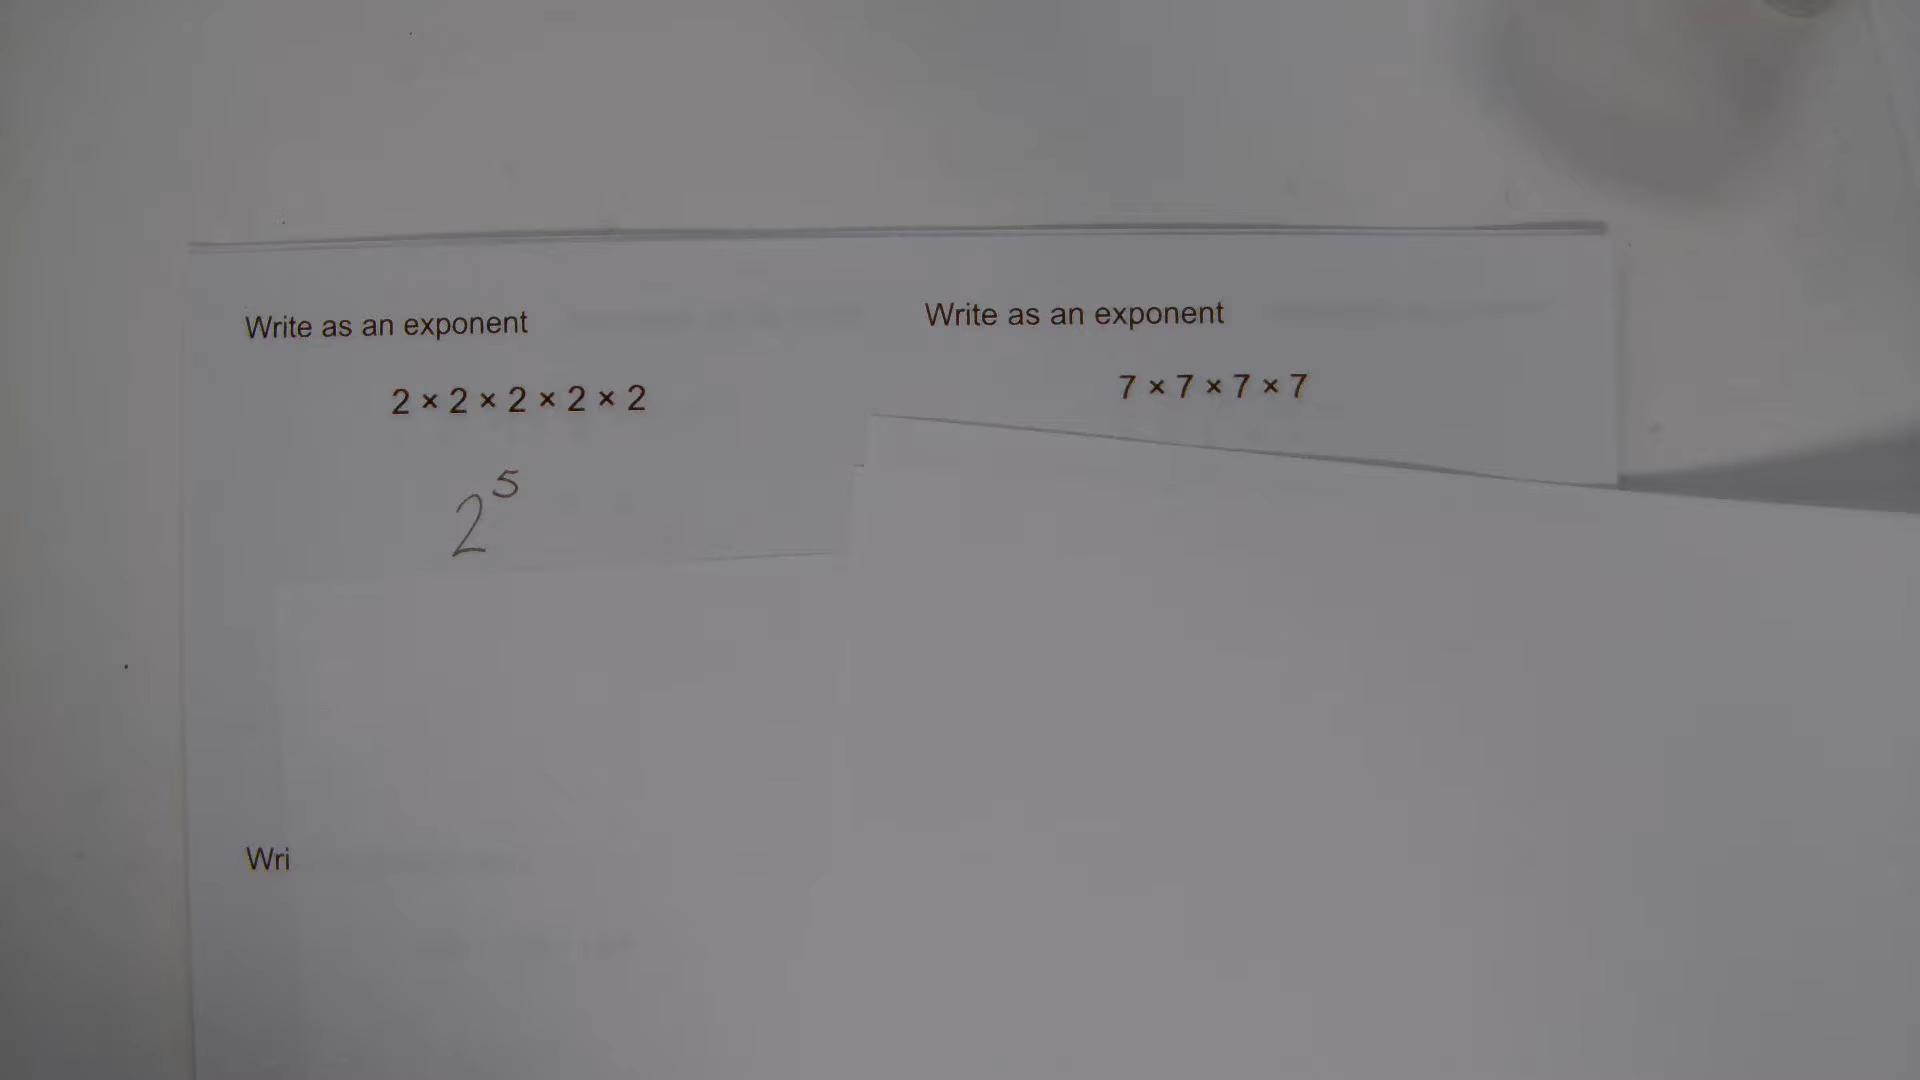 Write as an exponent
2 × 2 × 2 × 2 × 2
2⁵
Write as an exponent
7 × 7 × 7 × 7
Wri